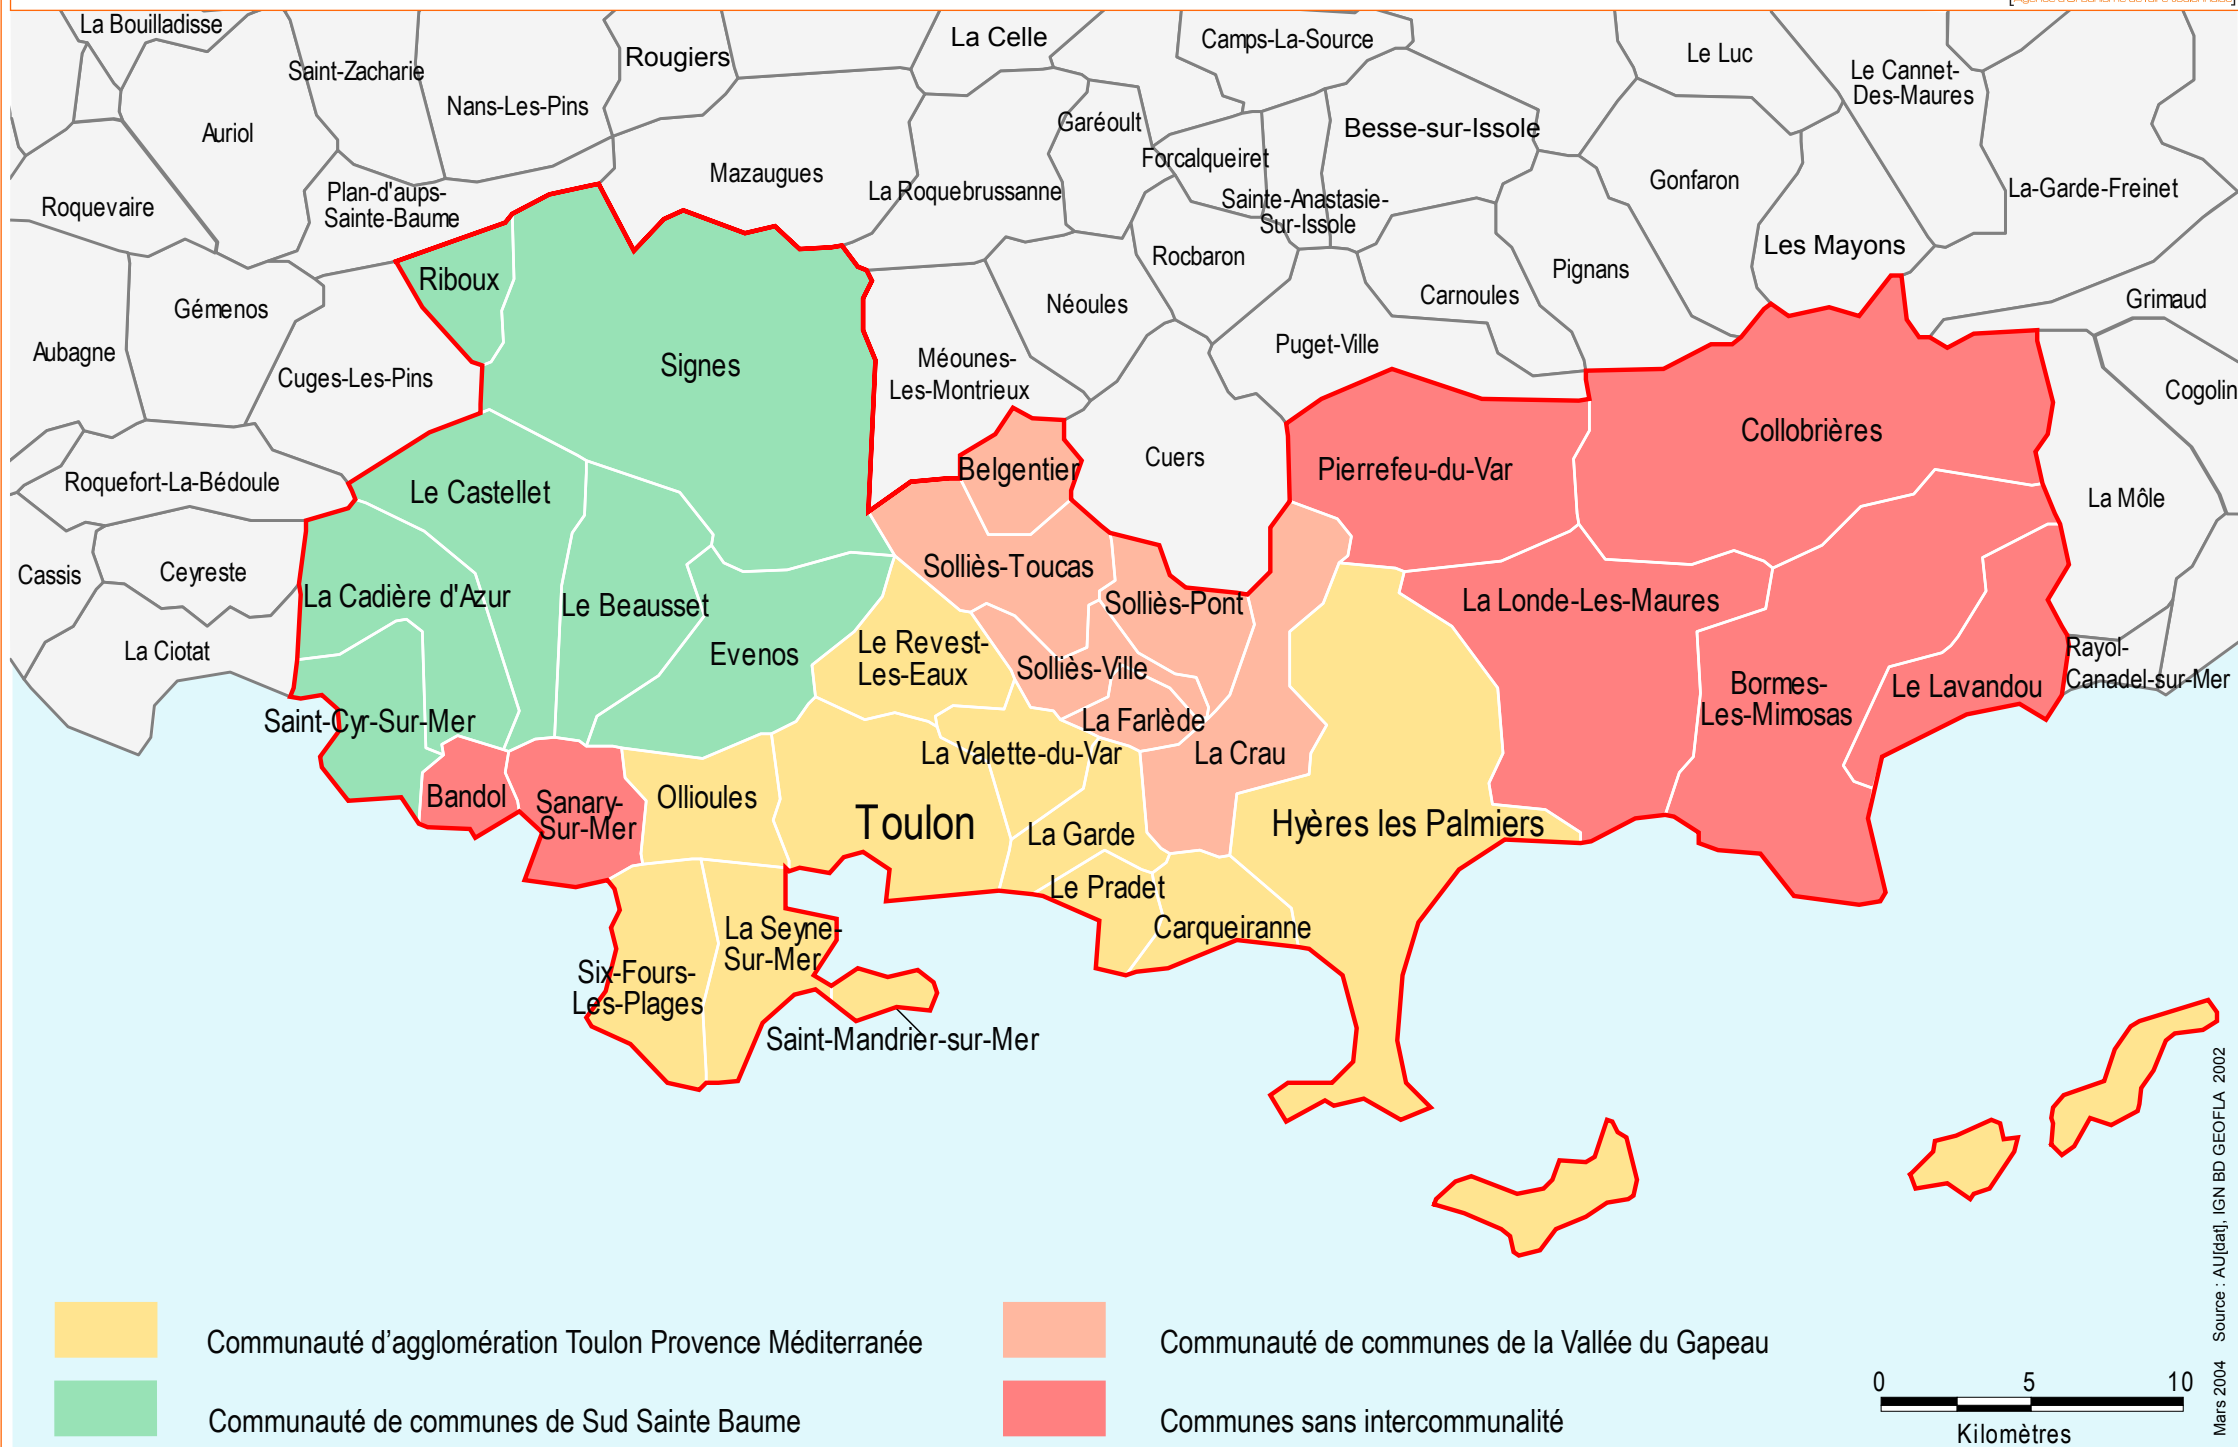 La Bouilladisse
Saint-Zacharie
Rougiers
La Celle
Camps-La-Source
Le Luc
Le Cannet-
Des-Maures
Nans-Les-Pins
Auriol
Garéoult
Besse-sur-Issole
Forcalqueiret
Mazaugues
La Roquebrussanne
Sainte-Anastasie-
Sur-Issole
Gonfaron
La-Garde-Freinet
Roquevaire
Plan-d'aups-
Sainte-Baume
Rocbaron
Les Mayons
Pignans
Riboux
Gémenos
Néoules
Carnoules
Grimaud
Aubagne
Cuges-Les-Pins
Signes
Méounes-
Les-Montrieux
Puget-Ville
Cogolin
Collobrières
Cuers
Belgentier
Pierrefeu-du-Var
Roquefort-La-Bédoule
Le Castellet
La Môle
Cassis
Ceyreste
Solliès-Toucas
La Cadière d'Azur
Le Beausset
Solliès-Pont
La Londe-Les-Maures
La Ciotat
Evenos
Le Revest-
Les-Eaux
Solliès-Ville
Rayol-
Canadel-sur-Mer
Bormes-
Les-Mimosas
Le Lavandou
Saint-Cyr-Sur-Mer
La Farlède
La Valette-du-Var
La Crau
Bandol
Sanary-
Sur-Mer
Ollioules
Toulon
La Garde
Hyères les Palmiers
Le Pradet
Carqueiranne
La Seyne-
Sur-Mer
Six-Fours-
Les-Plages
Saint-Mandrier-sur-Mer
Communauté d’agglomération Toulon Provence Méditerranée
Communauté de communes de la Vallée du Gapeau
Communauté de communes de Sud Sainte Baume
Communes sans intercommunalité
0 5 10
Kilomètres
Mars 2004 Source : AU[dat], IGN BD GEOFLA 2002